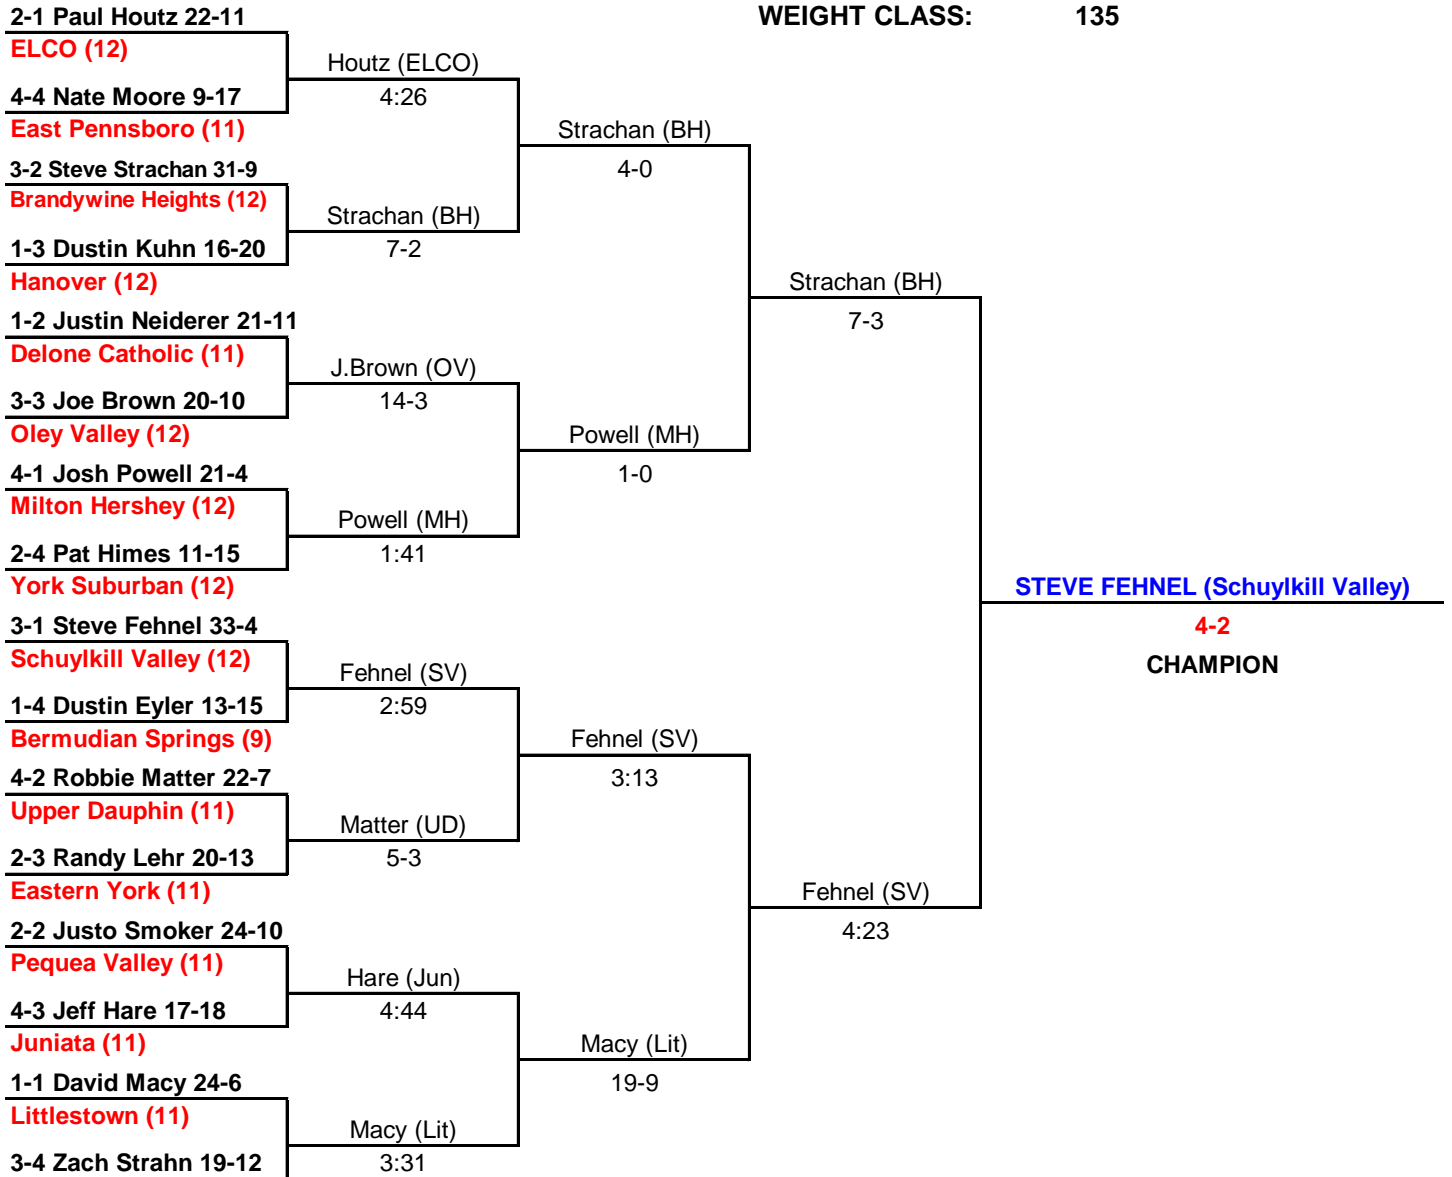 2-1 Paul Houtz 22-11
WEIGHT CLASS: 135
ELCO (12)
Houtz (ELCO)
4-4 Nate Moore 9-17
4:26
East Pennsboro (11)
Strachan (BH)
3-2 Steve Strachan 31-9
4-0
Brandywine Heights (12)
Strachan (BH)
1-3 Dustin Kuhn 16-20
7-2
Hanover (12)
Strachan (BH)
1-2 Justin Neiderer 21-11
7-3
Delone Catholic (11)
J.Brown (OV)
3-3 Joe Brown 20-10
14-3
Oley Valley (12)
Powell (MH)
4-1 Josh Powell 21-4
1-0
Milton Hershey (12)
Powell (MH)
2-4 Pat Himes 11-15
1:41
York Suburban (12)
STEVE FEHNEL (Schuylkill Valley)
3-1 Steve Fehnel 33-4
4-2
Schuylkill Valley (12)
CHAMPION
Fehnel (SV)
1-4 Dustin Eyler 13-15
2:59
Bermudian Springs (9)
Fehnel (SV)
4-2 Robbie Matter 22-7
3:13
Upper Dauphin (11)
Matter (UD)
2-3 Randy Lehr 20-13
5-3
Eastern York (11)
Fehnel (SV)
2-2 Justo Smoker 24-10
4:23
Pequea Valley (11)
Hare (Jun)
4-3 Jeff Hare 17-18
4:44
Juniata (11)
Macy (Lit)
1-1 David Macy 24-6
19-9
Littlestown (11)
Macy (Lit)
3-4 Zach Strahn 19-12
3:31